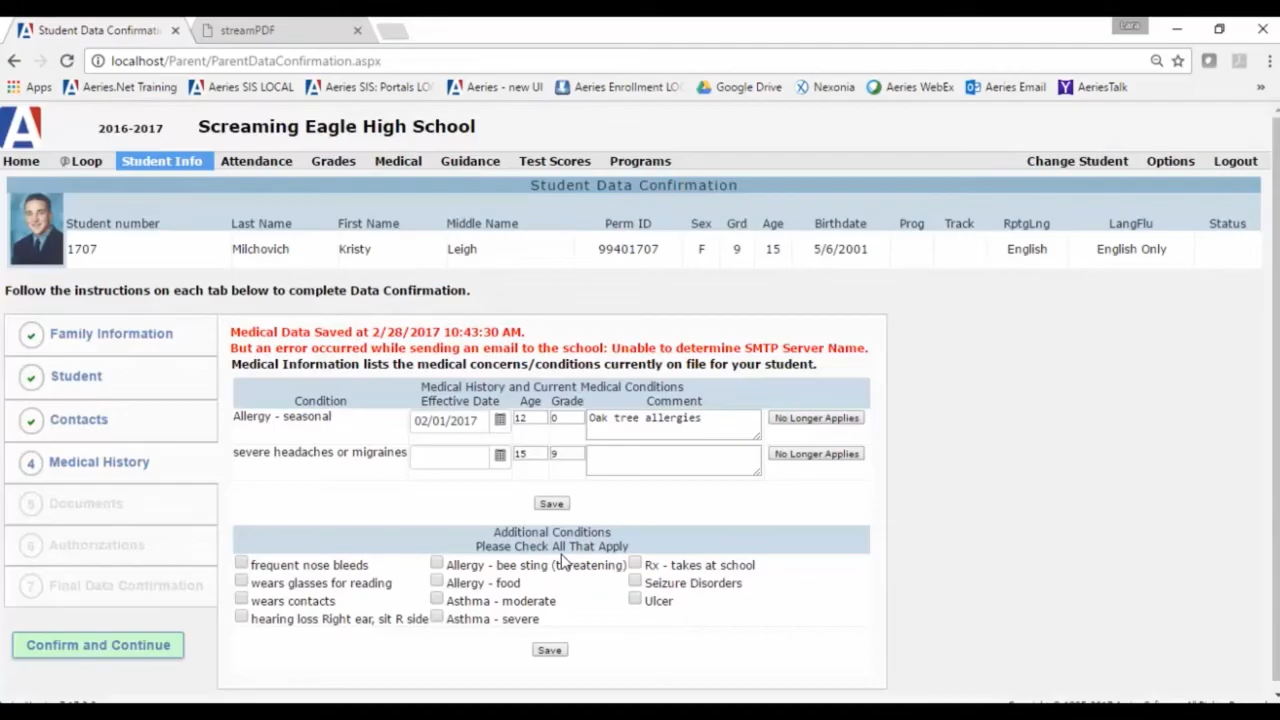 Student Data Confirmati
streamPDF
Lara
localhost/Parent/ParentDataConfirmation.aspx
Apps Aeries.Net Training Aeries SIS LOCAL Aeries SIS: Portals LO Aeries - new UI Aeries Enrollment LO Google Drive Nexonia Aeries WebEx Aeries Email AeriesTalk »
2016-2017 Screaming Eagle High School
Home Loop Student Info Attendance Grades Medical Guidance Test Scores Programs Change Student Options Logout
Student Data Confirmation
Student number Last Name First Name Middle Name Perm ID Sex Grd Age Birthdate Prog Track RptgLng LangFlu Status
1707 Milchovich Kristy Leigh 99401707 F 9 15 5/6/2001 English English Only
Follow the instructions on each tab below to complete Data Confirmation.
Family Information
Student
Contacts
4 Medical History
5 Documents
6 Authorizations
7 Final Data Confirmation
Confirm and Continue
Medical Data Saved at 2/28/2017 10:43:30 AM.
But an error occurred while sending an email to the school: Unable to determine SMTP Server Name.
Medical Information lists the medical concerns/conditions currently on file for your student.
Medical History and Current Medical Conditions
Condition Effective Date Age Grade Comment
Allergy - seasonal 02/01/2017 12 0 Oak tree allergies No Longer Applies
severe headaches or migraines 15 9 No Longer Applies
Save
Additional Conditions
Please Check All That Apply
frequent nose bleeds Allergy - bee sting (threatening) Rx - takes at school
wears glasses for reading Allergy - food Seizure Disorders
wears contacts Asthma - moderate Ulcer
hearing loss Right ear, sit R side Asthma - severe
Save